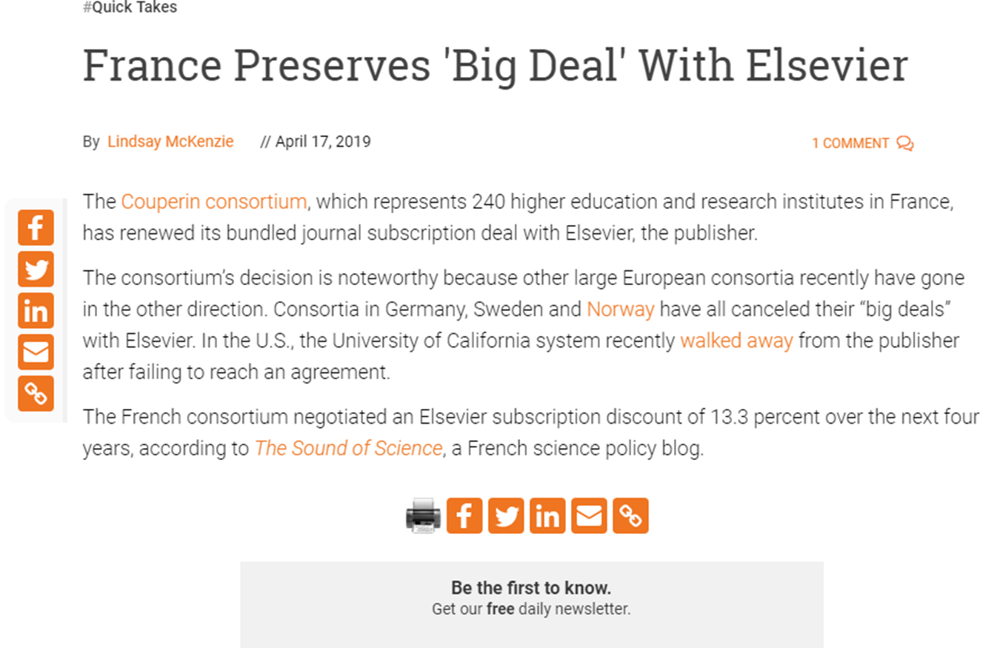 #Quick Takes
France Preserves 'Big Deal' With Elsevier
By Lindsay McKenzie // April 17, 2019
1 COMMENT
The Couperin consortium, which represents 240 higher education and research institutes in France,
has renewed its bundled journal subscription deal with Elsevier, the publisher.
The consortium’s decision is noteworthy because other large European consortia recently have gone
in the other direction. Consortia in Germany, Sweden and Norway have all canceled their “big deals”
with Elsevier. In the U.S., the University of California system recently walked away from the publisher
after failing to reach an agreement.
The French consortium negotiated an Elsevier subscription discount of 13.3 percent over the next four
years, according to The Sound of Science, a French science policy blog.
Be the first to know.
Get our free daily newsletter.